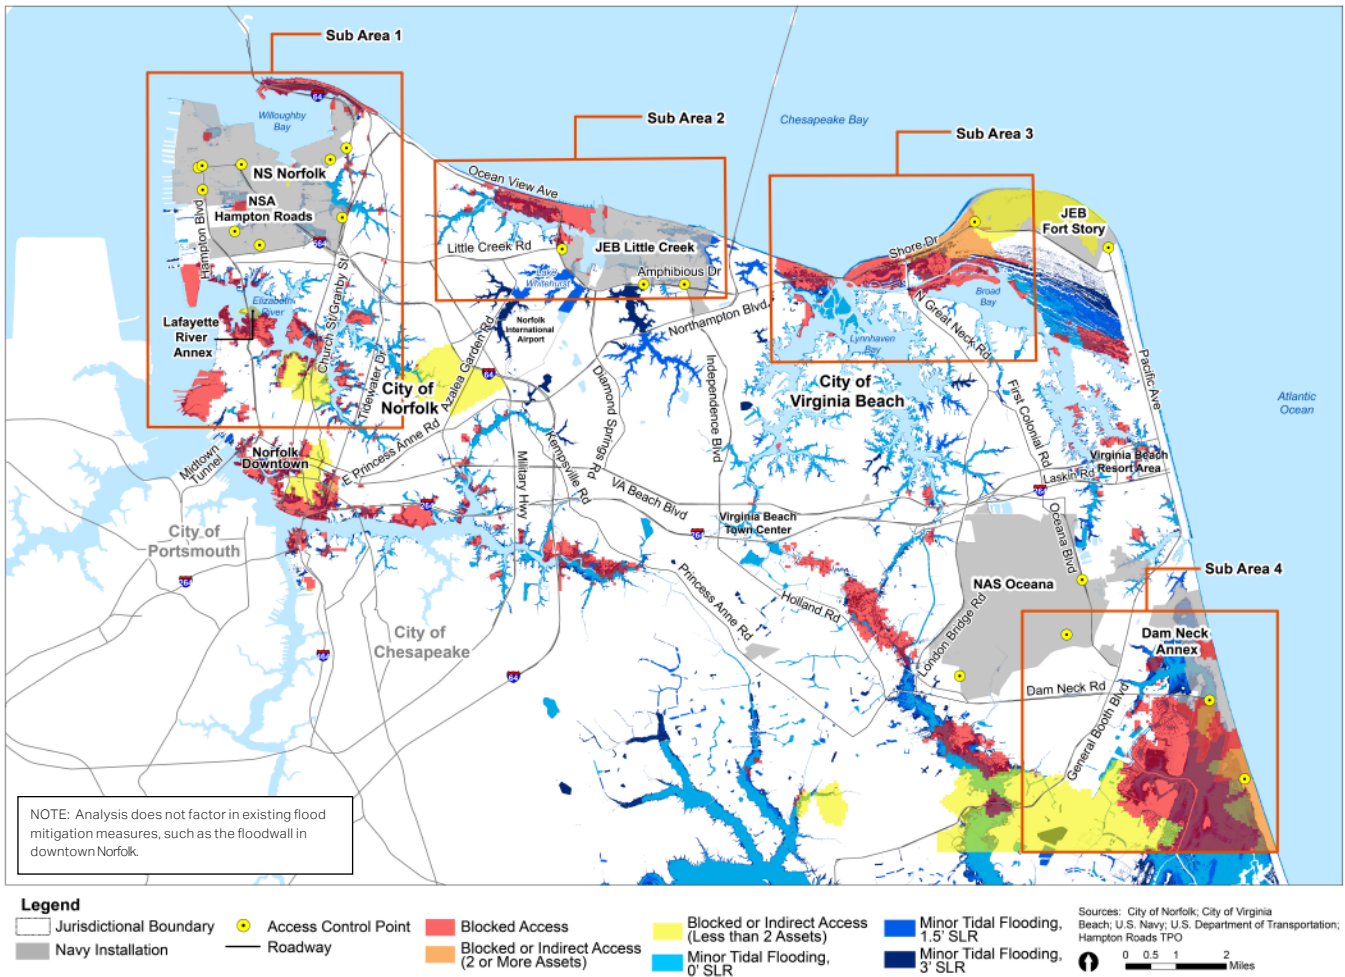 Sub Area 1
Sub Area 2
Sub Area 3
Chesapeake Bay
64
Willoughby
Bay
Ocean View Ave
NS Norfolk
NSA
Hampton Roads
Hampton Blvd
564
Little Creek Rd
JEB Little Creek
Amphibious Dr
Shore Dr
JEB
Fort Story
Lake
Whitehurst
Broad
Bay
Elizabeth
River
Lafayette
River
Annex
Church St/Granby St
Tidewater Dr
Azalea Garden Rd
Norfolk
International
Airport
Northampton Blvd
N Great Neck Rd
Lynnhaven
Bay
Pacific Ave
Atlantic
Ocean
City of
Norfolk
64
Diamond Springs Rd
Independence Blvd
City of
Virginia Beach
First Colonial Rd
Midtown
Tunnel
Norfolk
Downtown
E Princess Anne Rd
Kempsville Rd
Military Hwy
VA Beach Blvd
Virginia Beach
Town Center
Laskin Rd
Virginia Beach
Resort Area
264
264
264
Oceana Blvd
City of
Portsmouth
264
City of
Chesapeake
464
64
Princess Anne Rd
Holland Rd
London Bridge Rd
NAS Oceana
Sub Area 4
Dam Neck
Annex
Dam Neck Rd
General Booth Blvd
NOTE: Analysis does not factor in existing flood
mitigation measures, such as the floodwall in
downtown Norfolk.
Legend
Jurisdictional Boundary
Navy Installation
Access Control Point
Roadway
Blocked Access
Blocked or Indirect Access
(2 or More Assets)
Blocked or Indirect Access
(Less than 2 Assets)
Minor Tidal Flooding,
0' SLR
Minor Tidal Flooding,
1.5' SLR
Minor Tidal Flooding,
3' SLR
Sources: City of Norfolk; City of Virginia
Beach; U.S. Navy; U.S. Department of Transportation;
Hampton Roads TPO
0 0.5 1 2
Miles